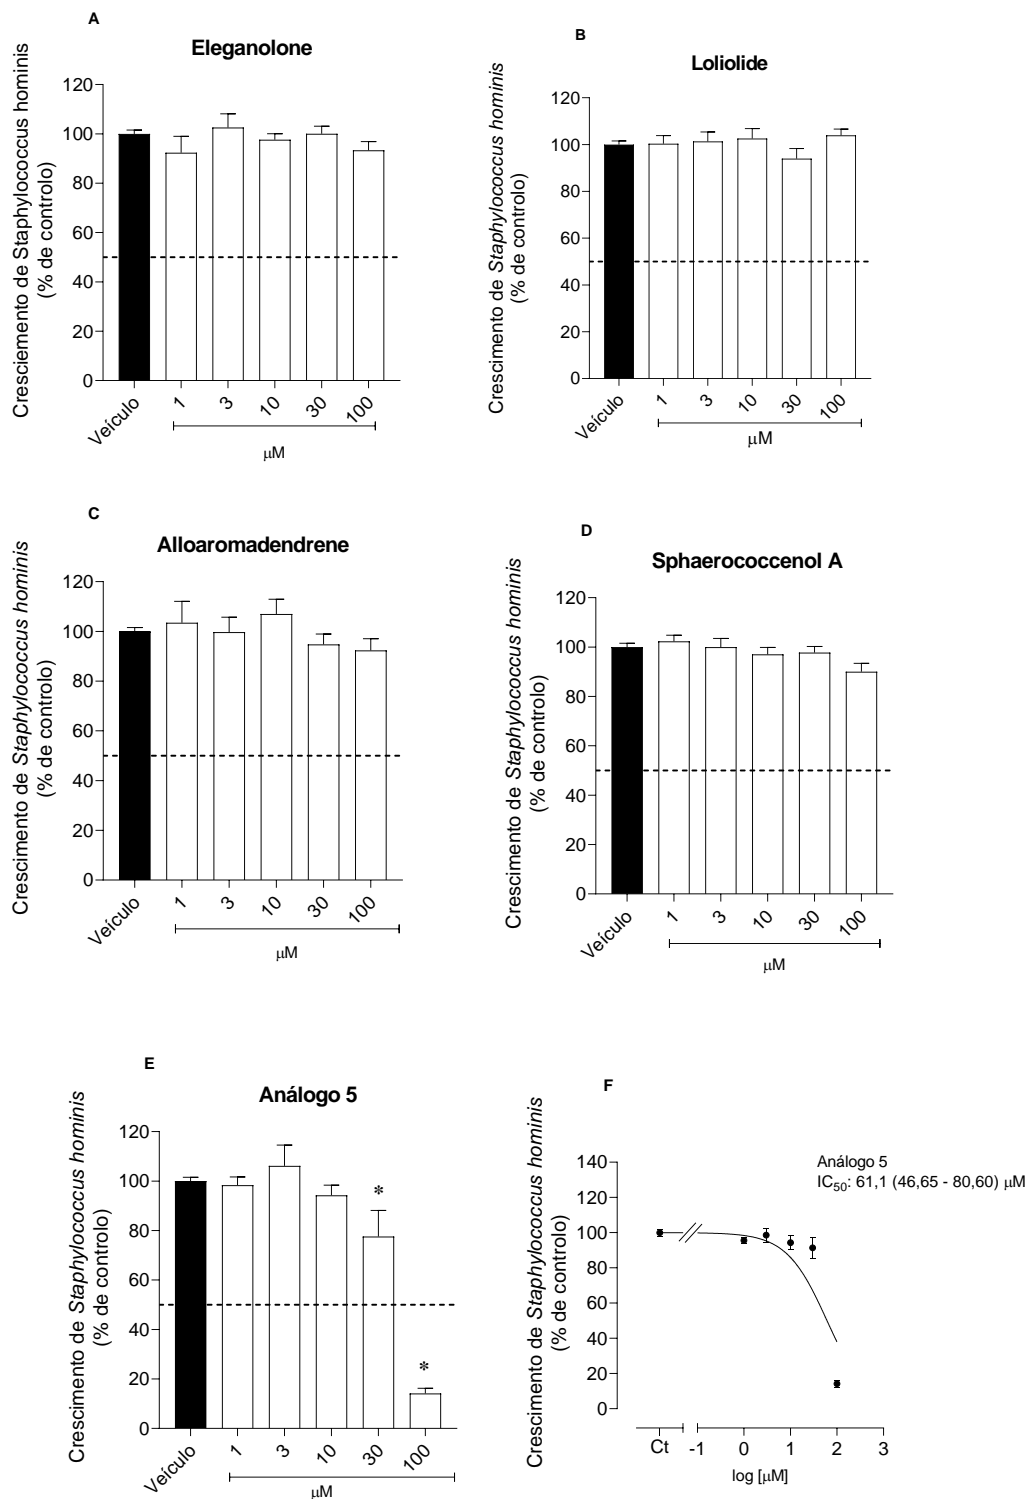 A
Eleganolone
Cresciemento de Staphylococcus hominis
(% de controlo)
120
100
80
60
40
20
0
Veículo
1
3
10
30
100
µM
B
Loliolide
Crescimento de Staphylococcus hominis
(% de controlo)
120
100
80
60
40
20
0
Veículo
1
3
10
30
100
µM
C
Alloaromadendrene
Crescimento de Staphylococcus hominis
(% de controlo)
120
100
80
60
40
20
0
Veículo
1
3
10
30
100
µM
D
Sphaerococcenol A
Crescimento de Staphylococcus hominis
(% de controlo)
120
100
80
60
40
20
0
Veículo
1
3
10
30
100
µM
E
Análogo 5
Crescimento de Staphylococcus hominis
(% de controlo)
120
100
80
60
40
20
0
*
*
Veículo
1
3
10
30
100
µM
F
Análogo 5
IC50: 61,1 (46,65 - 80,60) µM
Crescimento de Staphylococcus hominis
(% de controlo)
140
120
100
80
60
40
20
0
Ct
-1
0
1
2
3
log [µM]